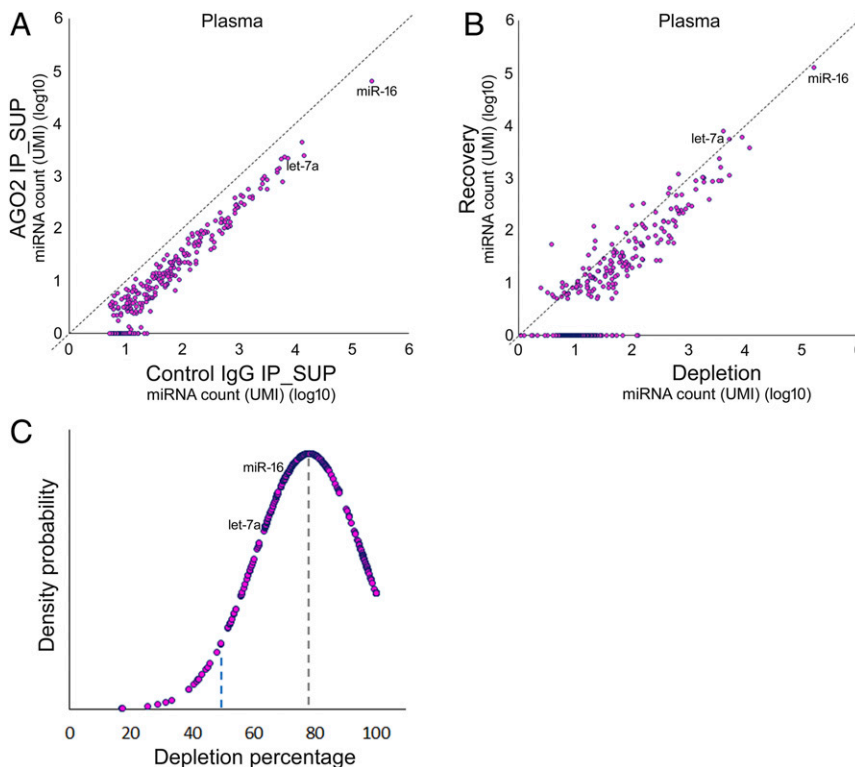 A
Plasma
AGO2 IP_SUP
miRNA count (UMI) (log10)
6
5
4
3
2
1
0
miR-16
let-7a
0 1 2 3 4 5 6
Control IgG IP_SUP
miRNA count (UMI) (log10)
B
Plasma
Recovery
miRNA count (UMI) (log10)
6
5
4
3
2
1
0
miR-16
let-7a
0 1 2 3 4 5 6
Depletion
miRNA count (UMI) (log10)
C
Density probability
miR-16
let-7a
0 20 40 60 80 100
Depletion percentage